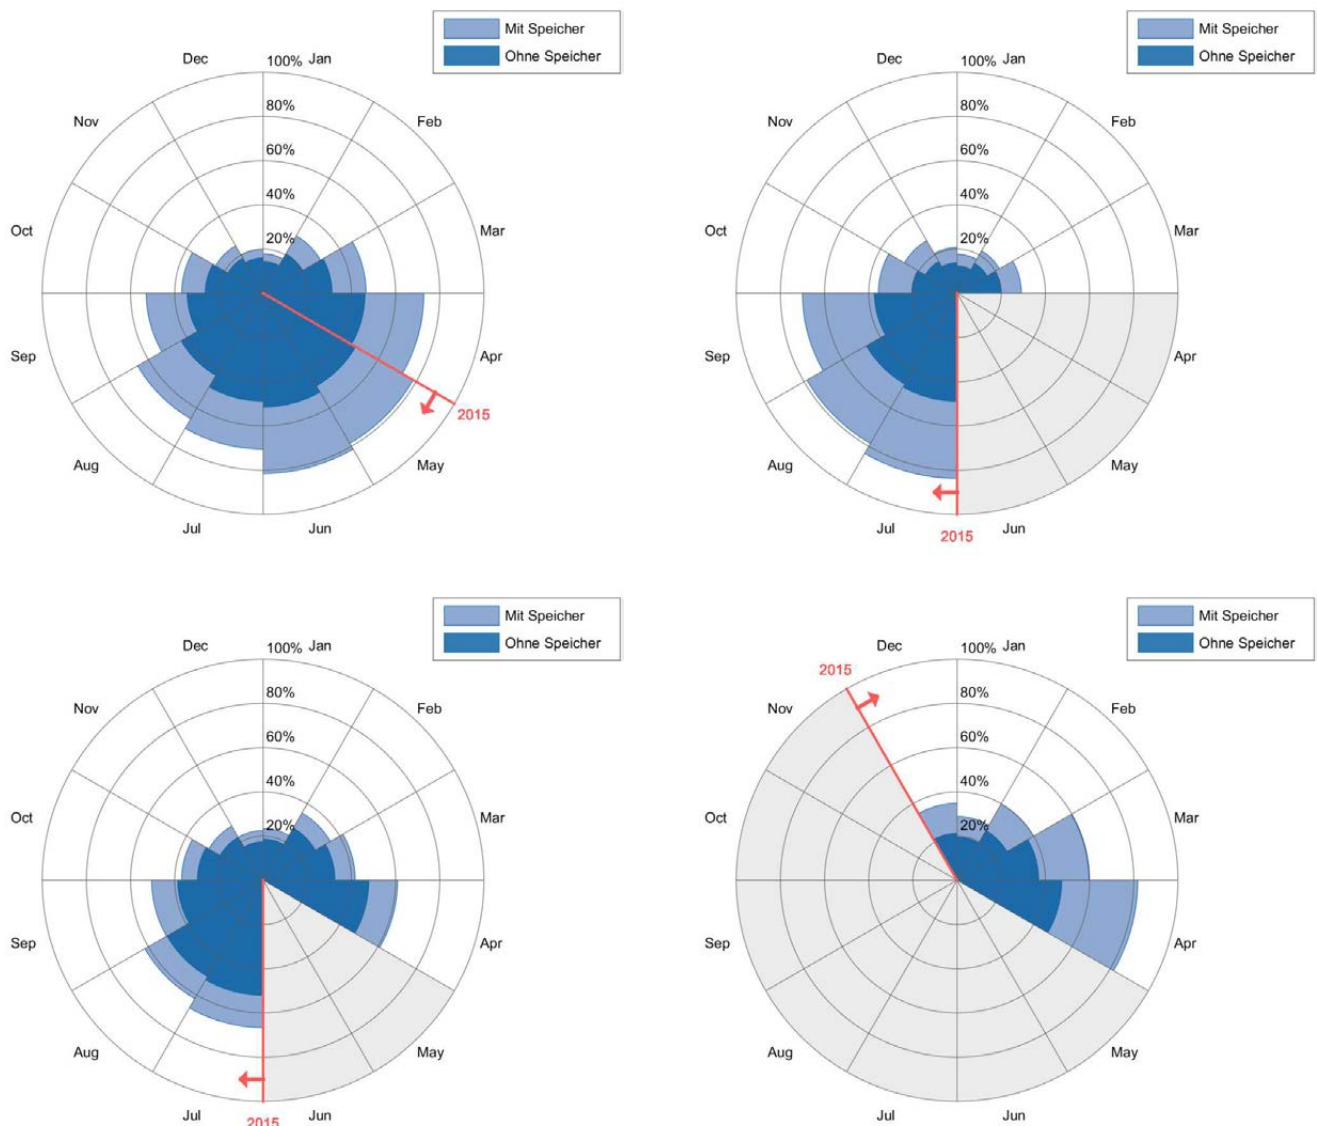 Mit Speicher
Ohne Speicher
100%
Jan
Dec
80%
Nov
Feb
60%
40%
Oct
Mar
20%
Sep
Apr
2015
Aug
May
Jul
Jun
Mit Speicher
Ohne Speicher
100%
Jan
Dec
80%
Nov
Feb
60%
40%
Oct
Mar
20%
Sep
Apr
Aug
May
Jul
Jun
2015
Mit Speicher
Ohne Speicher
100%
Jan
Dec
80%
Nov
Feb
60%
40%
Oct
Mar
20%
Sep
Apr
Aug
May
Jul
Jun
2015
Mit Speicher
Ohne Speicher
100%
Jan
Dec
2015
80%
Nov
Feb
60%
40%
Oct
Mar
20%
Sep
Apr
Aug
May
Jul
Jun